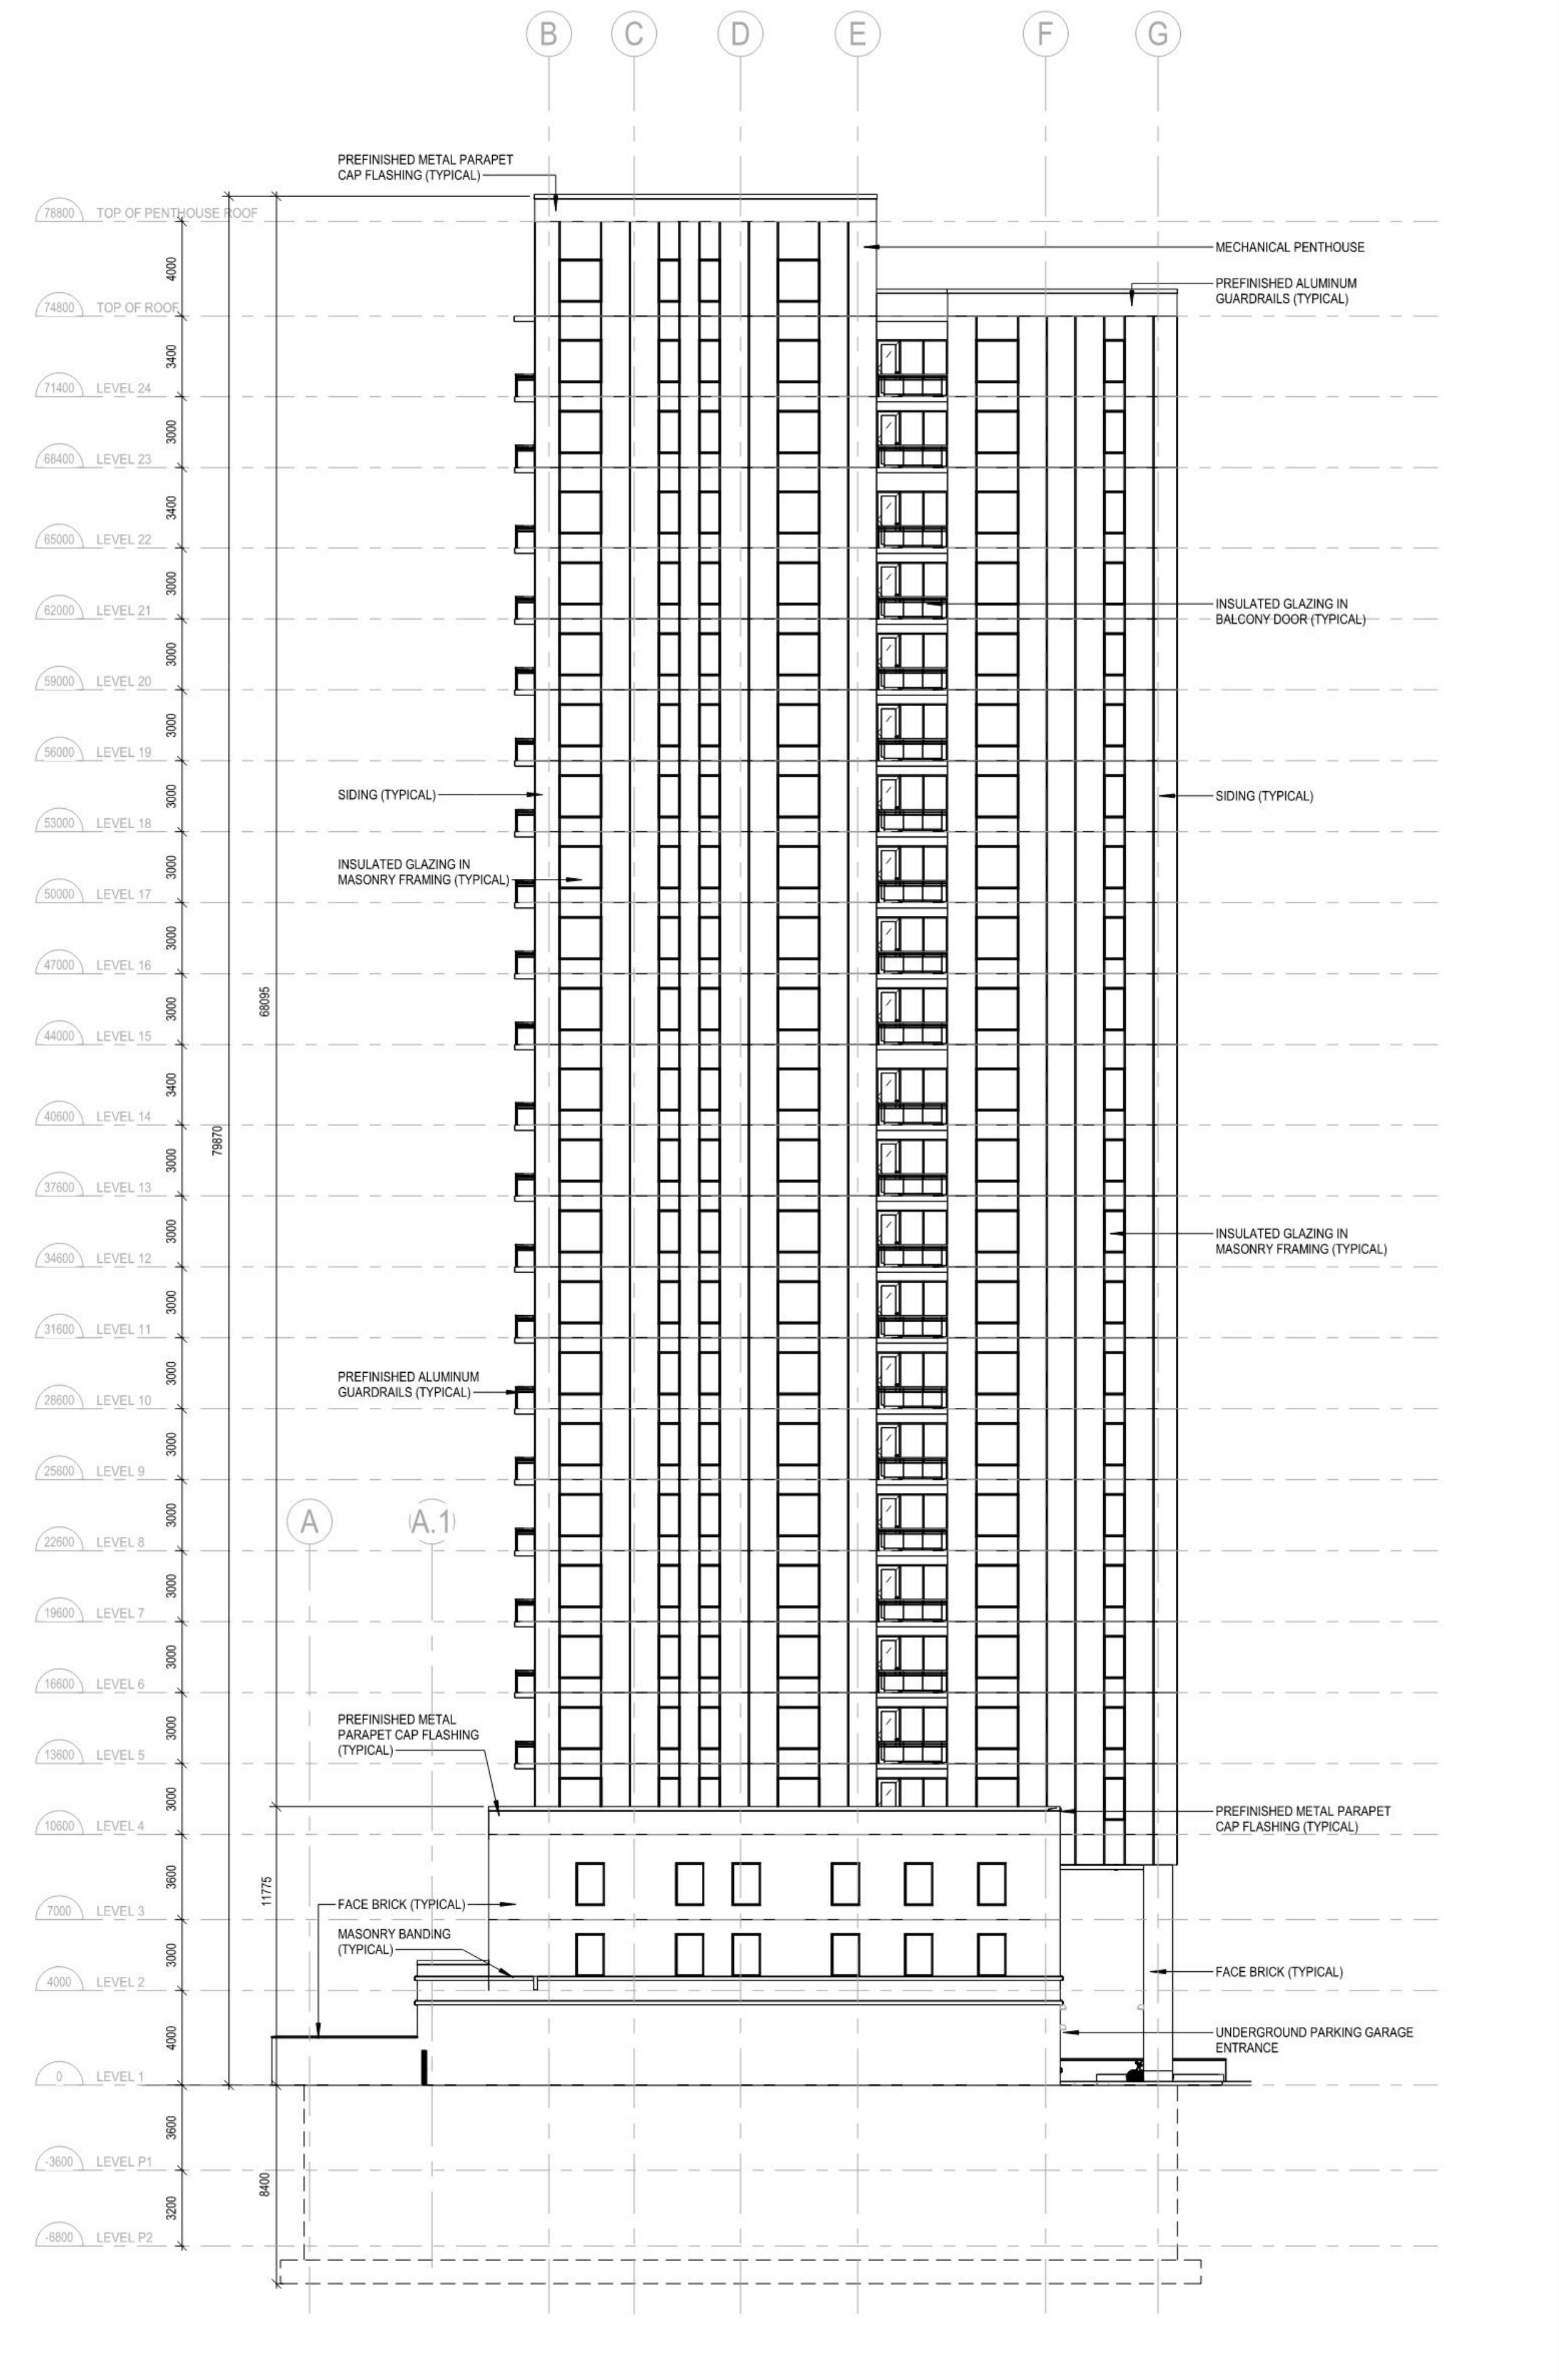 B
C
D
E
F
G
PREFINISHED METAL PARAPET
CAP FLASHING (TYPICAL)
78800 TOP OF PENTHOUSE ROOF
MECHANICAL PENTHOUSE
4000
PREFINISHED ALUMINUM
GUARDRAILS (TYPICAL)
74800 TOP OF ROOF
3400
71400 LEVEL 24
3000
68400 LEVEL 23
3400
65000 LEVEL 22
3000
62000 LEVEL 21
INSULATED GLAZING IN
BALCONY DOOR (TYPICAL)
3000
59000 LEVEL 20
3000
56000 LEVEL 19
3000
SIDING (TYPICAL)
SIDING (TYPICAL)
53000 LEVEL 18
3000
INSULATED GLAZING IN
MASONRY FRAMING (TYPICAL)
50000 LEVEL 17
3000
47000 LEVEL 16
3000
68095
44000 LEVEL 15
3400
40600 LEVEL 14
79870
3000
37600 LEVEL 13
3000
INSULATED GLAZING IN
MASONRY FRAMING (TYPICAL)
34600 LEVEL 12
3000
31600 LEVEL 11
3000
PREFINISHED ALUMINUM
GUARDRAILS (TYPICAL)
28600 LEVEL 10
3000
25600 LEVEL 9
3000
A
A.1
22600 LEVEL 8
3000
19600 LEVEL 7
3000
16600 LEVEL 6
3000
PREFINISHED METAL
PARAPET CAP FLASHING
(TYPICAL)
13600 LEVEL 5
3000
PREFINISHED METAL PARAPET
CAP FLASHING (TYPICAL)
10600 LEVEL 4
3600
11775
FACE BRICK (TYPICAL)
7000 LEVEL 3
MASONRY BANDING
(TYPICAL)
3000
FACE BRICK (TYPICAL)
4000 LEVEL 2
4000
UNDERGROUND PARKING GARAGE
ENTRANCE
0 LEVEL 1
3600
-3600 LEVEL P1
8400
3200
-6800 LEVEL P2